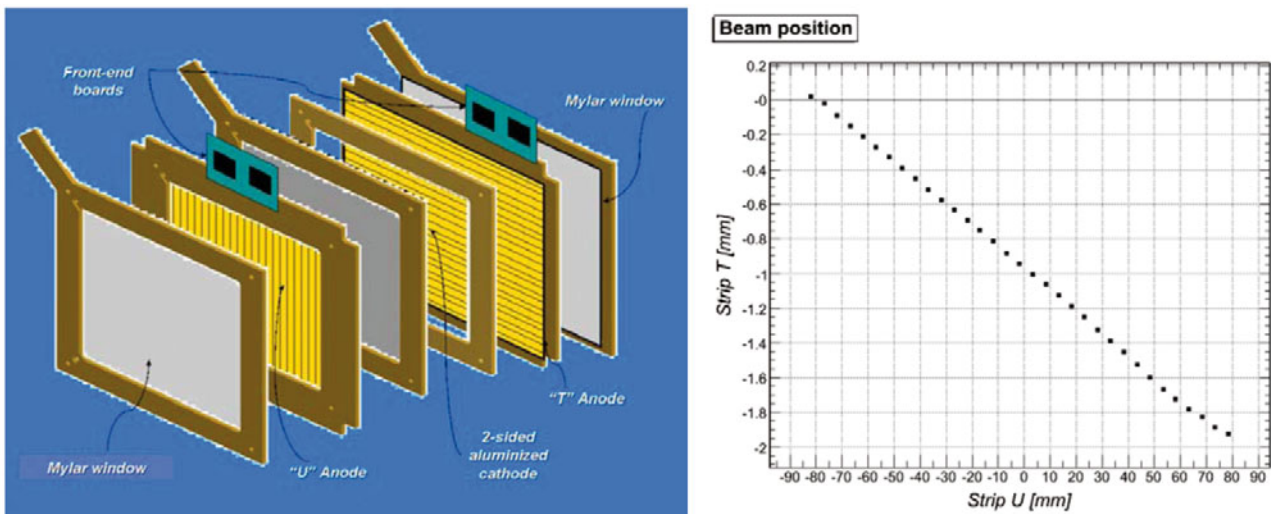 Front-end
boards
Mylar window
"T" Anode
2-sided
aluminized
cathode
"U" Anode
Mylar window
Beam position
Strip T [mm]
0.2
-0
-0.2
-0.4
-0.6
-0.8
-1
-1.2
-1.4
-1.6
-1.8
-2
-90 -80 -70 -60 -50 -40 -30 -20 -10 0 10 20 30 40 50 60 70 80 90
Strip U [mm]